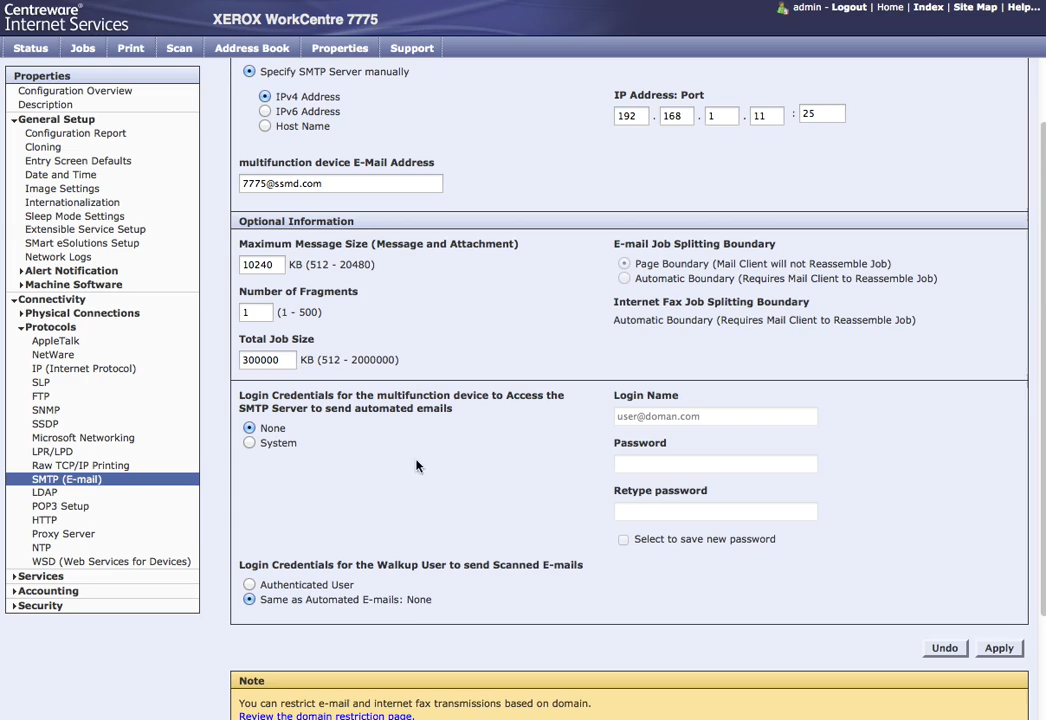 Centreware®
Internet Services
XEROX WorkCentre 7775
admin - Logout | Home | Index | Site Map | Help...
Status Jobs Print Scan Address Book Properties Support
Properties
Configuration Overview
Description
General Setup
Configuration Report
Cloning
Entry Screen Defaults
Date and Time
Image Settings
Internationalization
Sleep Mode Settings
Extensible Service Setup
SMart eSolutions Setup
Network Logs
Alert Notification
Machine Software
Connectivity
Physical Connections
Protocols
AppleTalk
NetWare
IP (Internet Protocol)
SLP
FTP
SNMP
SSDP
Microsoft Networking
LPR/LPD
Raw TCP/IP Printing
SMTP (E-mail)
LDAP
POP3 Setup
HTTP
Proxy Server
NTP
WSD (Web Services for Devices)
Services
Accounting
Security
Specify SMTP Server manually
IPv4 Address
IPv6 Address
Host Name
IP Address: Port
192 . 168 . 1 . 11 : 25
multifunction device E-Mail Address
7775@ssmd.com
Optional Information
Maximum Message Size (Message and Attachment)
10240 KB (512 - 20480)
Number of Fragments
1 (1 - 500)
Total Job Size
300000 KB (512 - 2000000)
E-mail Job Splitting Boundary
Page Boundary (Mail Client will not Reassemble Job)
Automatic Boundary (Requires Mail Client to Reassemble Job)
Internet Fax Job Splitting Boundary
Automatic Boundary (Requires Mail Client to Reassemble Job)
Login Credentials for the multifunction device to Access the
SMTP Server to send automated emails
None
System
Login Name
user@doman.com
Password
Retype password
Select to save new password
Login Credentials for the Walkup User to send Scanned E-mails
Authenticated User
Same as Automated E-mails: None
Undo Apply
Note
You can restrict e-mail and internet fax transmissions based on domain.
Review the domain restriction page.